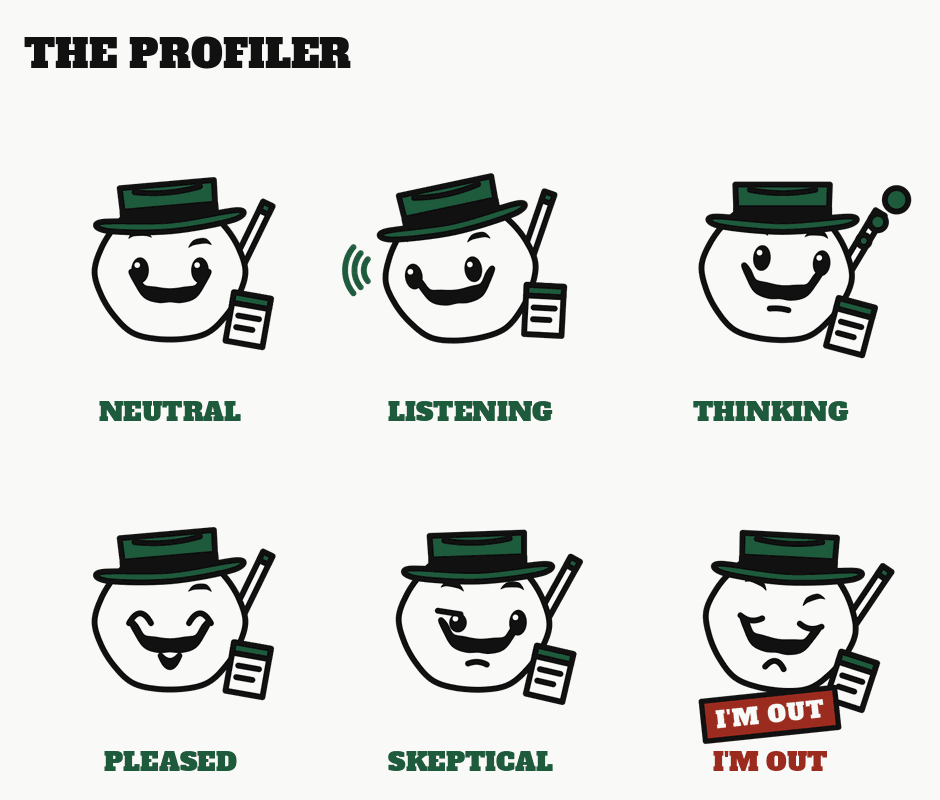 THE PROFILER
NEUTRAL
LISTENING
THINKING
PLEASED
SKEPTICAL
I'M OUT
I'M OUT